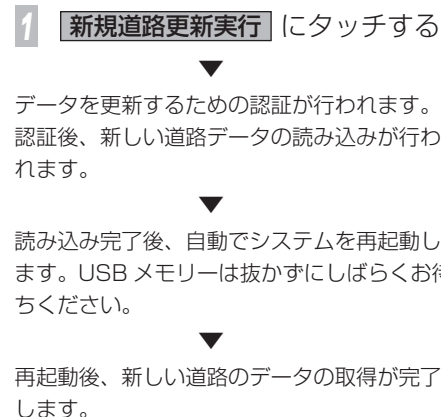 1 新規道路更新実行 にタッチする
▼
データを更新するための認証が行われます。
認証後、新しい道路データの読み込みが行わ
れます。
▼
読み込み完了後、自動でシステムを再起動し
ます。USB メモリーは抜かずにしばらくお待
ちください。
▼
再起動後、新しい道路のデータの取得が完了
します。